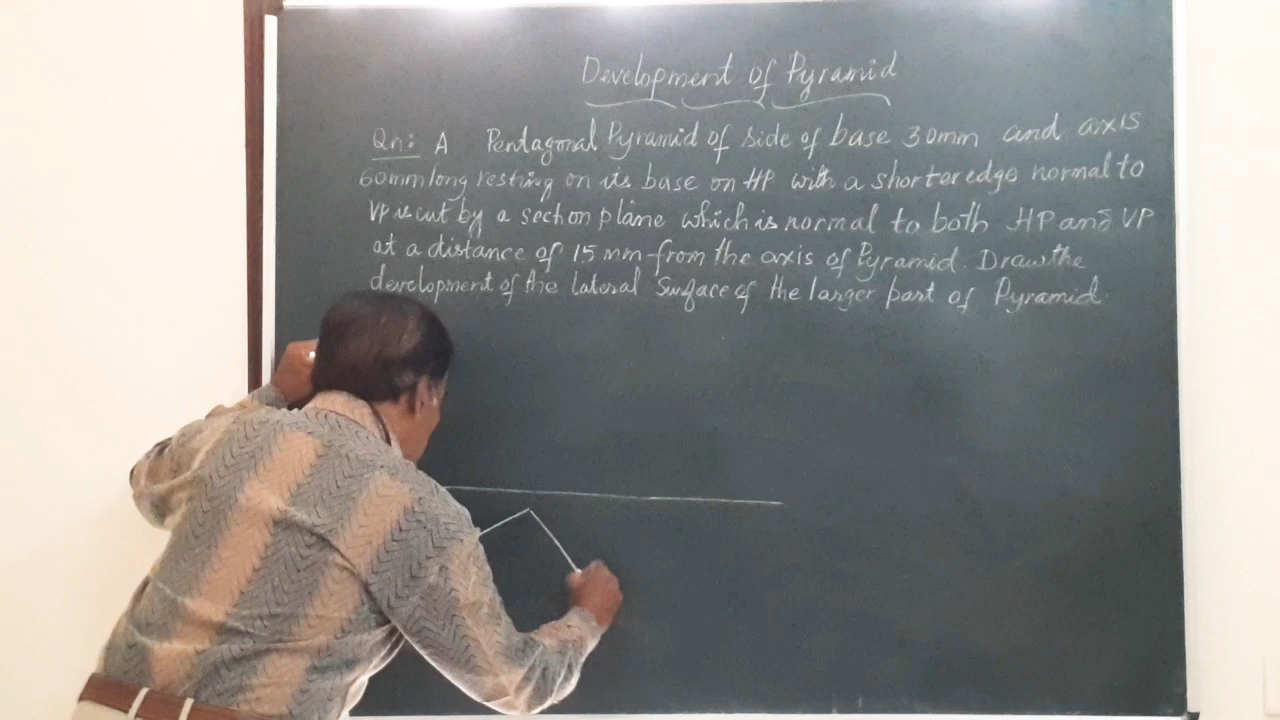 Development of Pyramid
Qn: A Pentagonal Pyramid of side of base 30mm and axis
60mm long resting on its base on HP with a shorter edge normal to
VP is cut by a section plane which is normal to both HP and VP
at a distance of 15 mm from the axis of Pyramid. Draw the
development of the lateral Surface of the larger part of Pyramid.